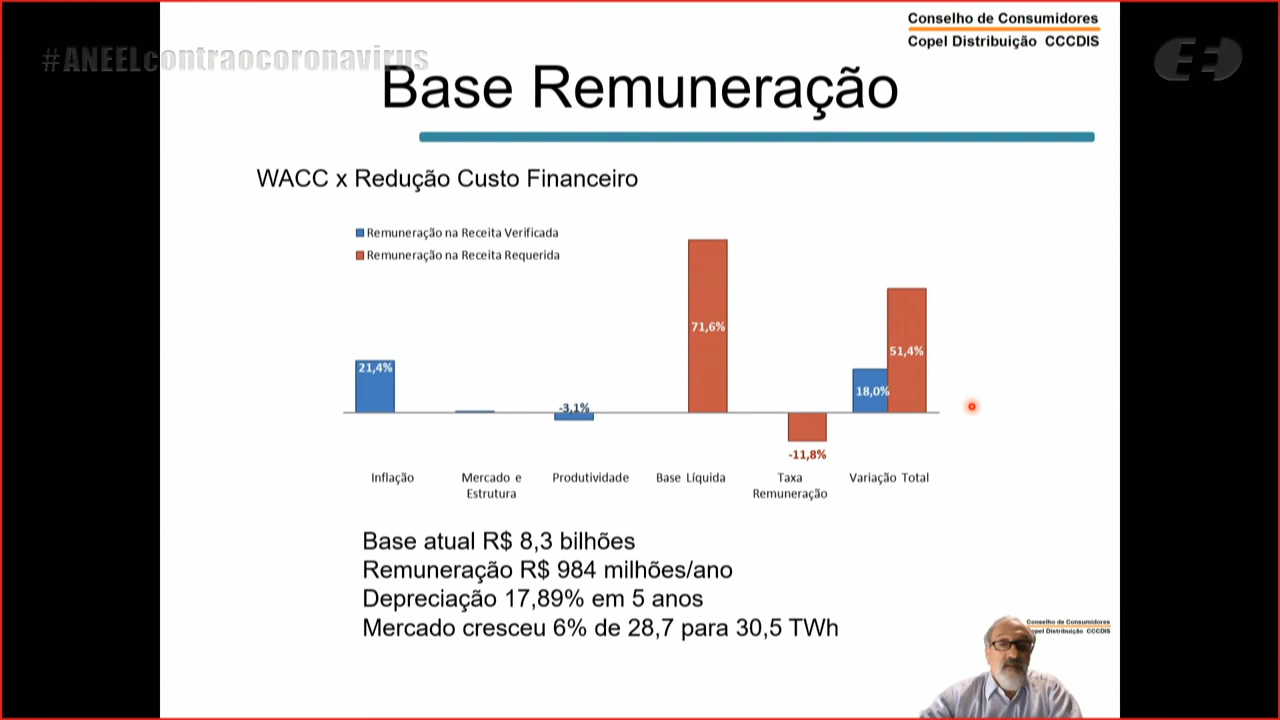 Conselho de Consumidores
Copel Distribuição CCCDIS
#ANEELcontraocoronavirus
Base Remuneração
WACC x Redução Custo Financeiro
Remuneração na Receita Verificada
Remuneração na Receita Requerida
71,6%
51,4%
21,4%
18,0%
-3,1%
-11,8%
Inflação
Mercado e
Estrutura
Produtividade
Base Líquida
Taxa
Remuneração
Variação Total
Base atual R$ 8,3 bilhões
Remuneração R$ 984 milhões/ano
Depreciação 17,89% em 5 anos
Mercado cresceu 6% de 28,7 para 30,5 TWh
Conselho de Consumidores
Distribuição CCCDIS